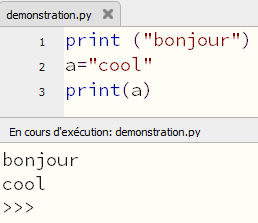 demonstration.py
1 print ("bonjour")
2 a="cool"
3 print(a)
En cours d'exécution: demonstration.py
bonjour
cool
>>>